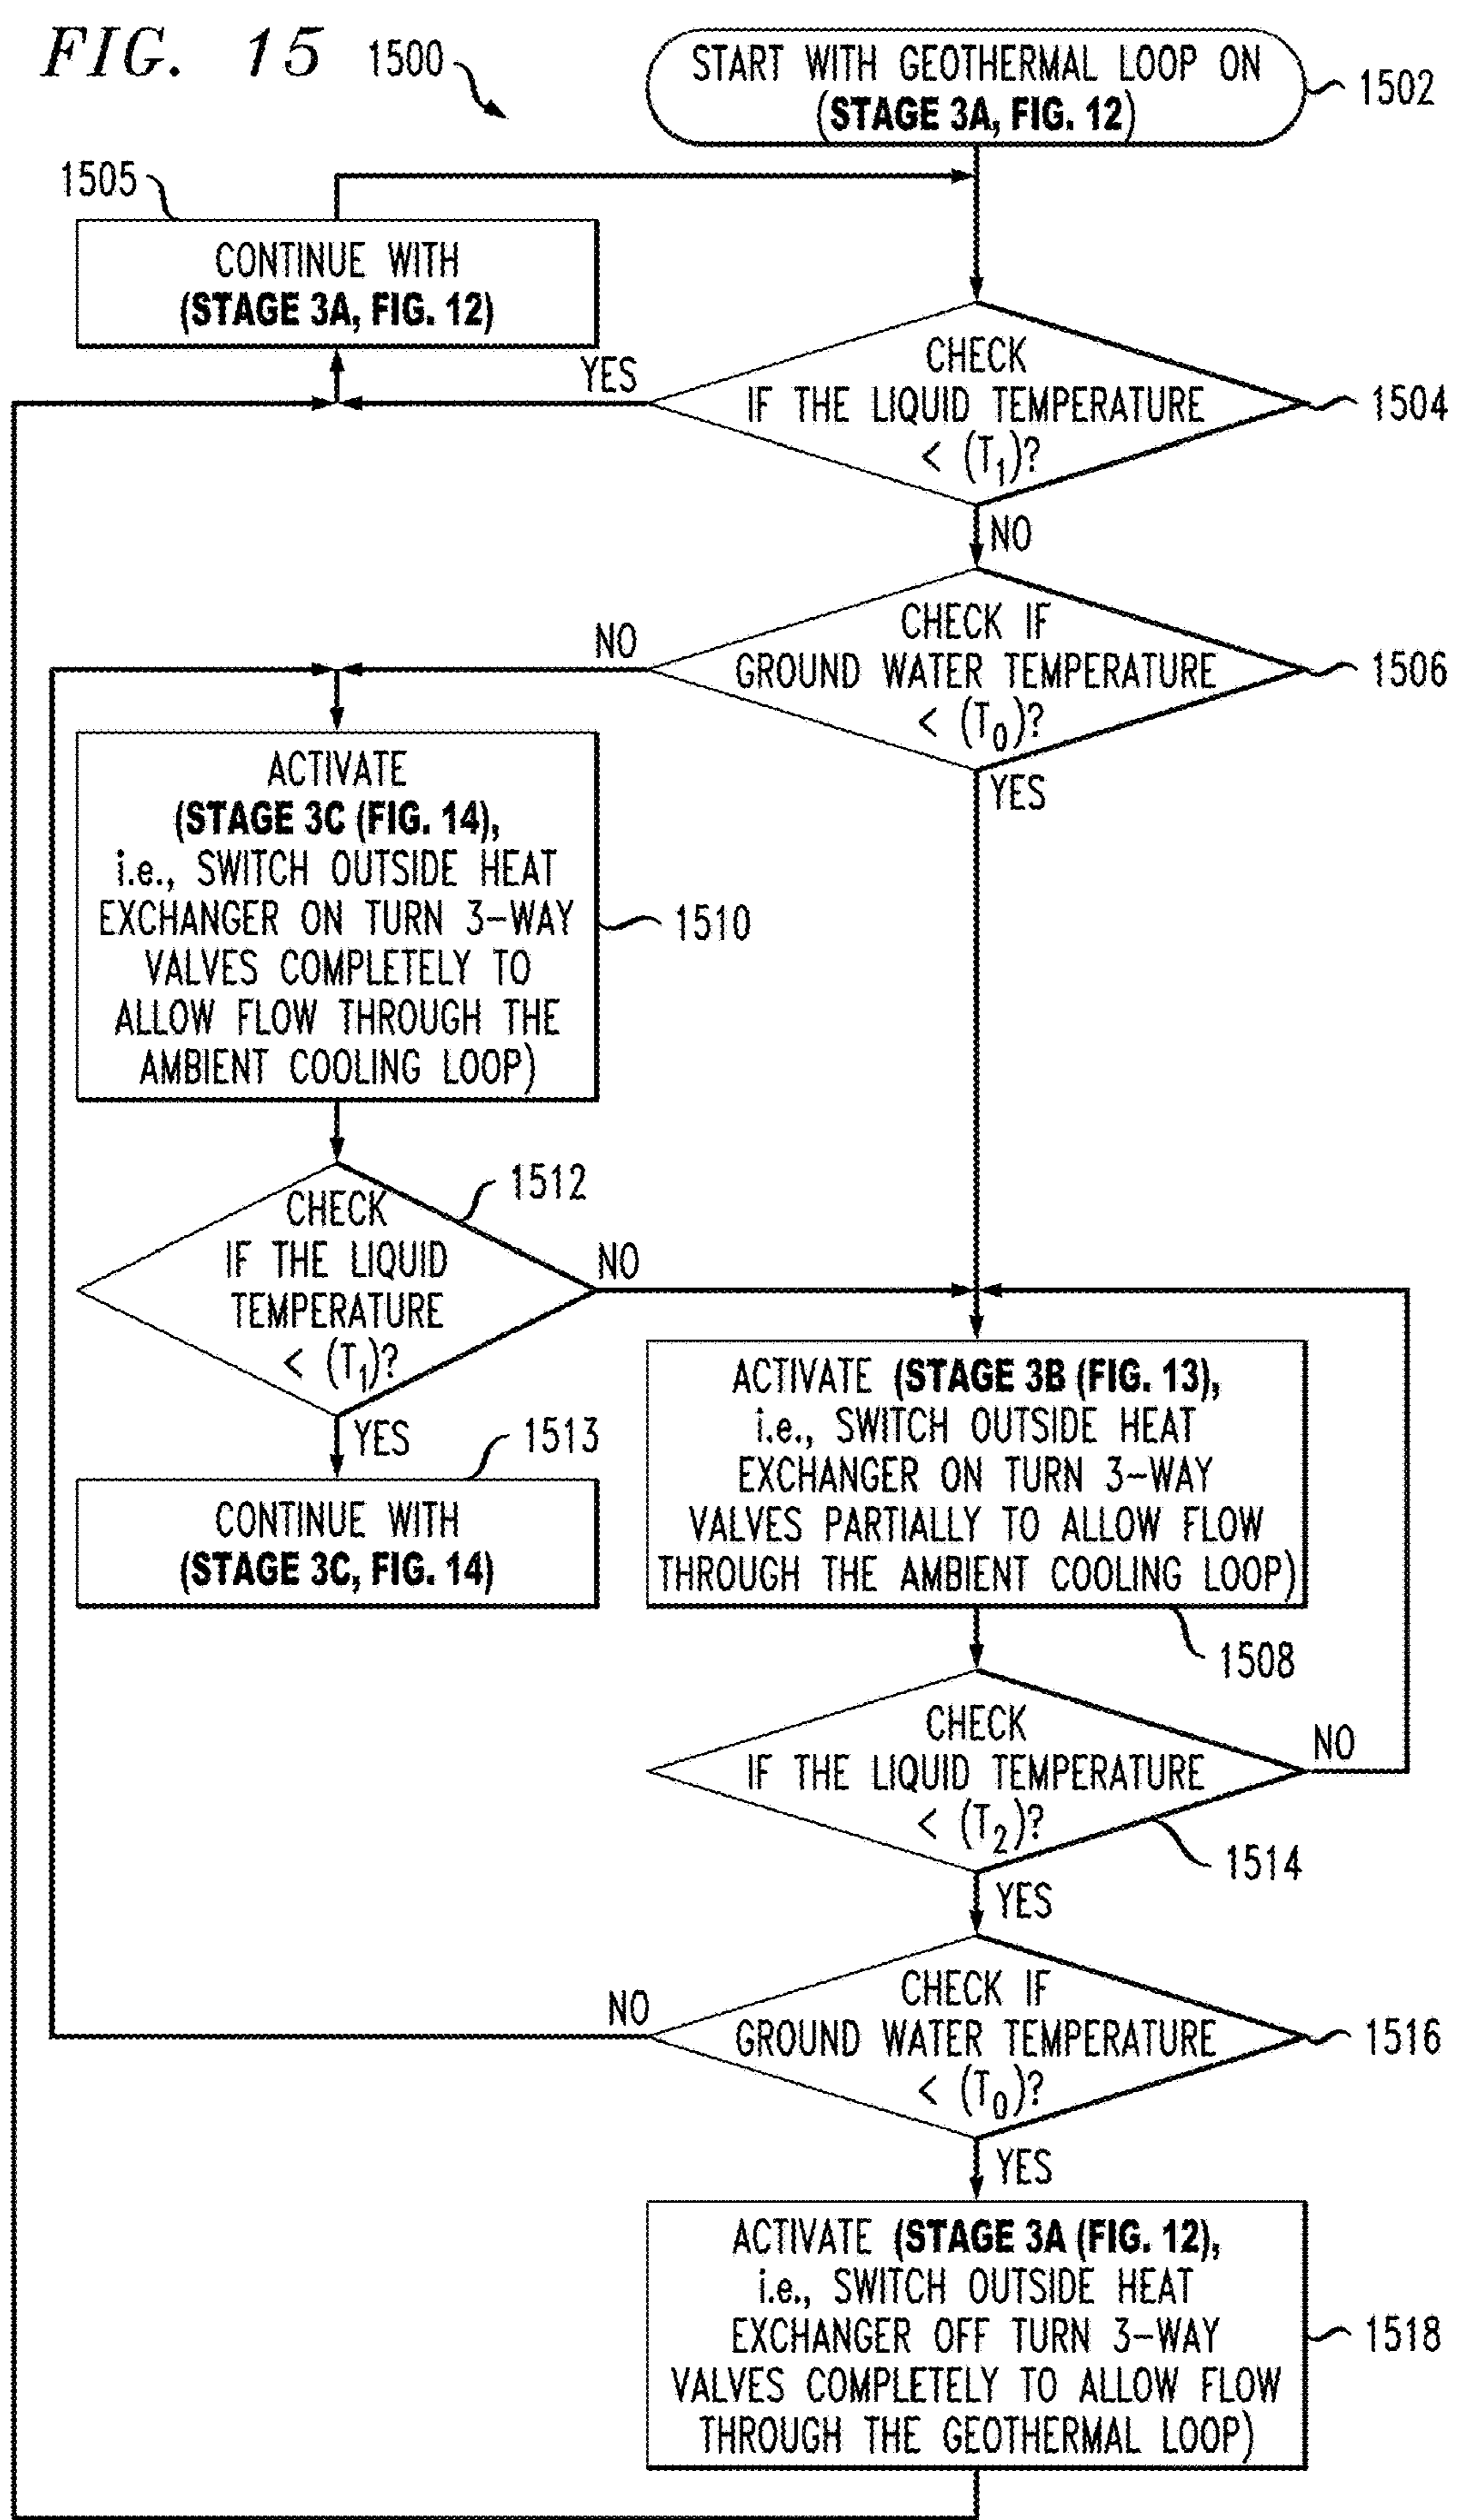 FIG. 15
1500
START WITH GEOTHERMAL LOOP ON
(STAGE 3A, FIG. 12)
1502
1505
CONTINUE WITH
(STAGE 3A, FIG. 12)
YES
CHECK
IF THE LIQUID TEMPERATURE
< (T₁)?
1504
NO
CHECK IF
GROUND WATER TEMPERATURE
< (T₀)?
1506
NO
YES
ACTIVATE
(STAGE 3C (FIG. 14),
i.e., SWITCH OUTSIDE HEAT
EXCHANGER ON TURN 3-WAY
VALVES COMPLETELY TO
ALLOW FLOW THROUGH THE
AMBIENT COOLING LOOP)
1510
1512
CHECK
IF THE LIQUID
TEMPERATURE
< (T₁)?
NO
YES
1513
CONTINUE WITH
(STAGE 3C, FIG. 14)
ACTIVATE (STAGE 3B (FIG. 13),
i.e., SWITCH OUTSIDE HEAT
EXCHANGER ON TURN 3-WAY
VALVES PARTIALLY TO ALLOW FLOW
THROUGH THE AMBIENT COOLING LOOP)
1508
CHECK
IF THE LIQUID TEMPERATURE
< (T₂)?
NO
1514
YES
CHECK IF
GROUND WATER TEMPERATURE
< (T₀)?
NO
1516
YES
ACTIVATE (STAGE 3A (FIG. 12),
i.e., SWITCH OUTSIDE HEAT
EXCHANGER OFF TURN 3-WAY
VALVES COMPLETELY TO ALLOW FLOW
THROUGH THE GEOTHERMAL LOOP)
1518